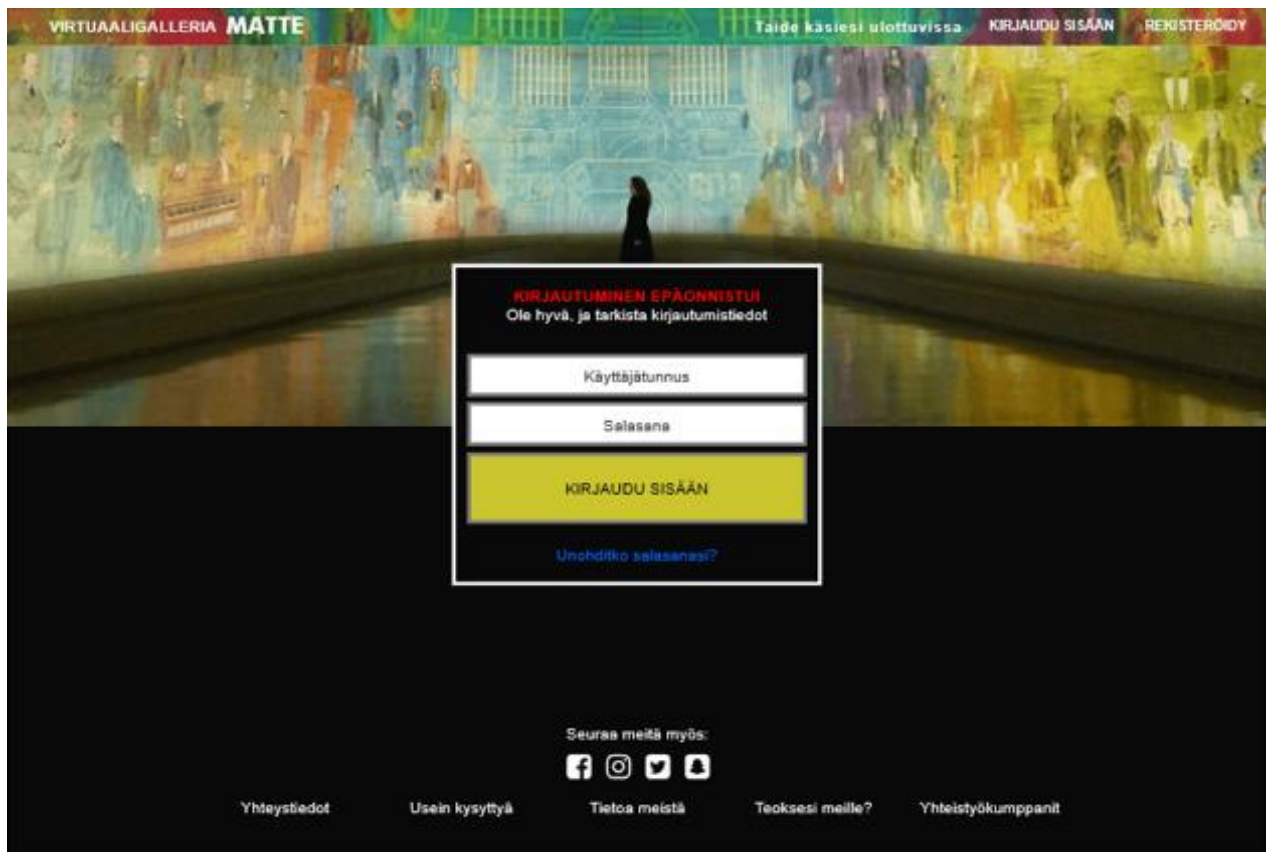 VIRTUAALIGALLERIA MATTE
Taide käsiesi ulottuvissa KIRJAUDU SISÄÄN REKISTERÖIDY
KIRJAUTUMINEN EPÄONNISTUI
Ole hyvä, ja tarkista kirjautumistiedot
Käyttäjätunnus
Salasana
KIRJAUDU SISÄÄN
Unohditko salasanasi?
Seuraa meitä myös:
Yhteystiedot Usein kysyttyä Tietoa meistä Teoksesi meille? Yhteistyökumppanit